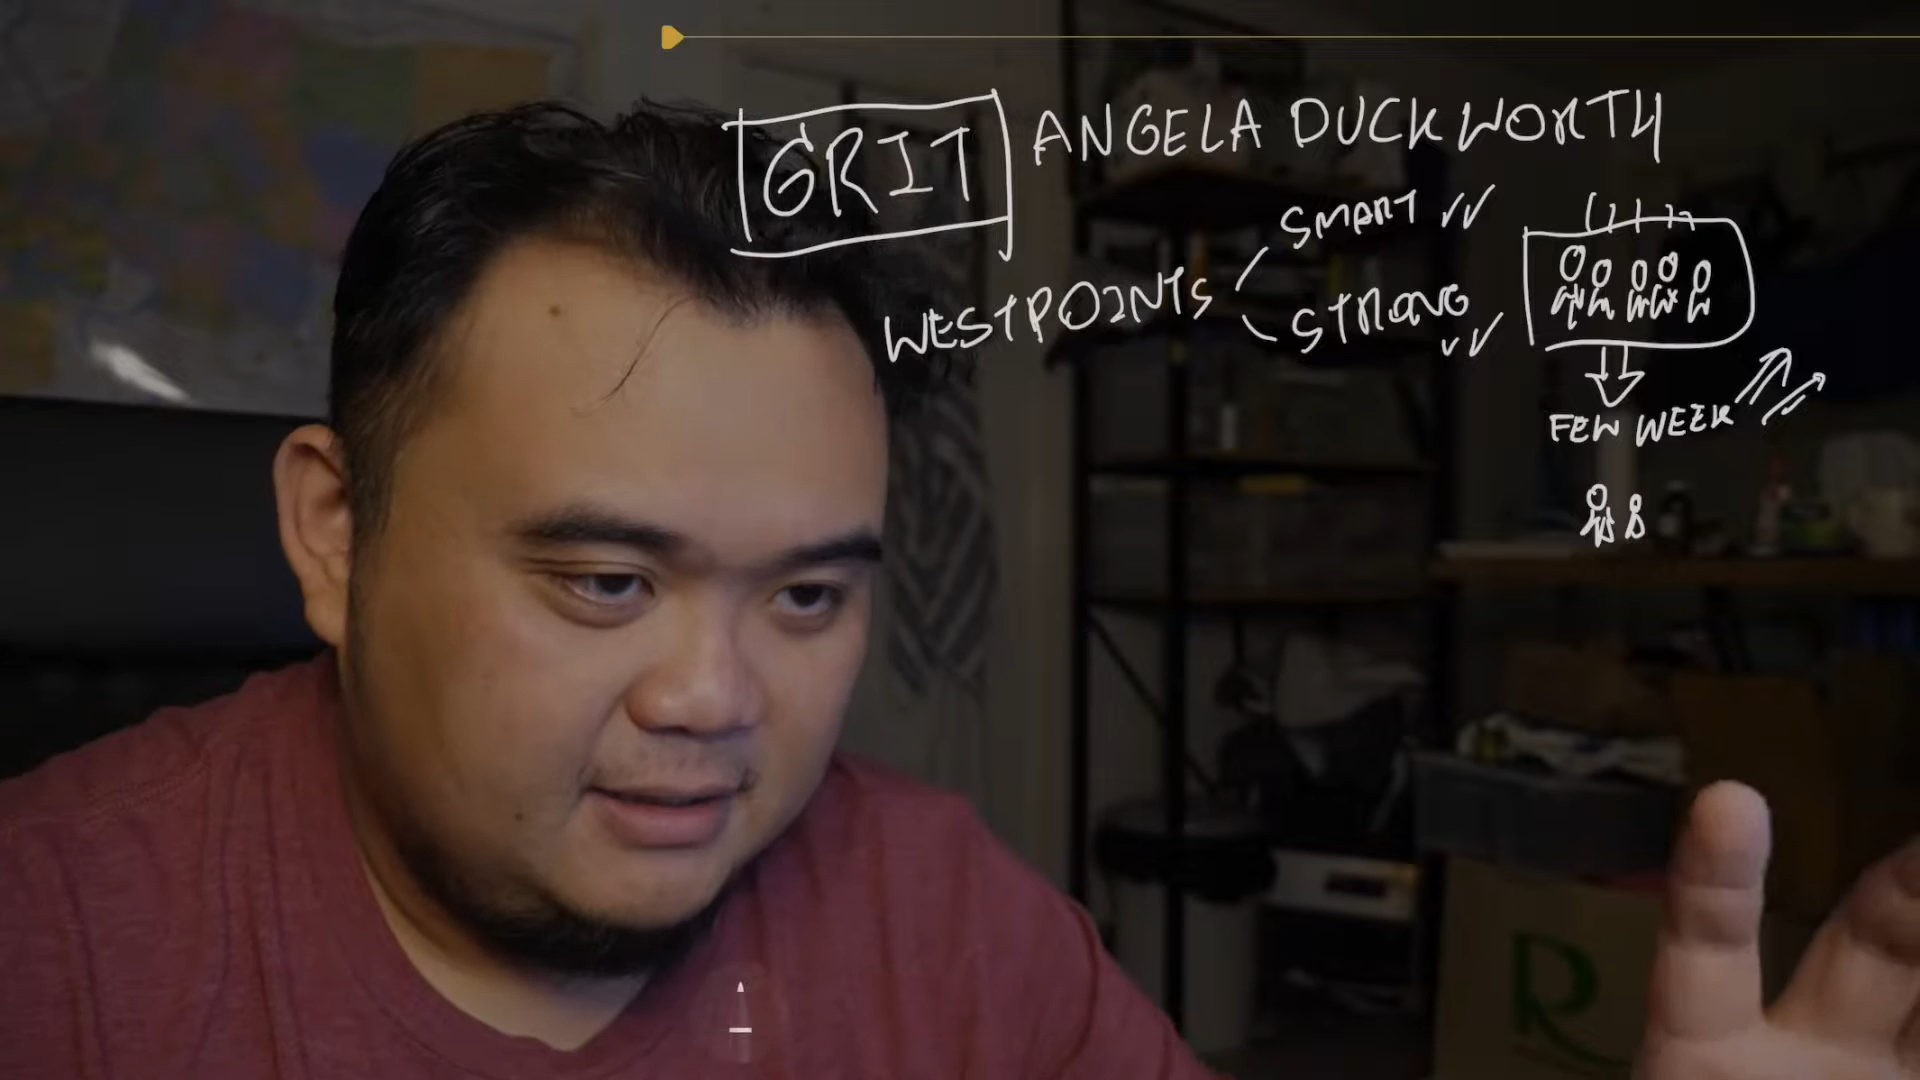 GRIT ANGELA DUCKWORTH
WESTPOINTS
SMART
STRONG
FEW WEEK
R